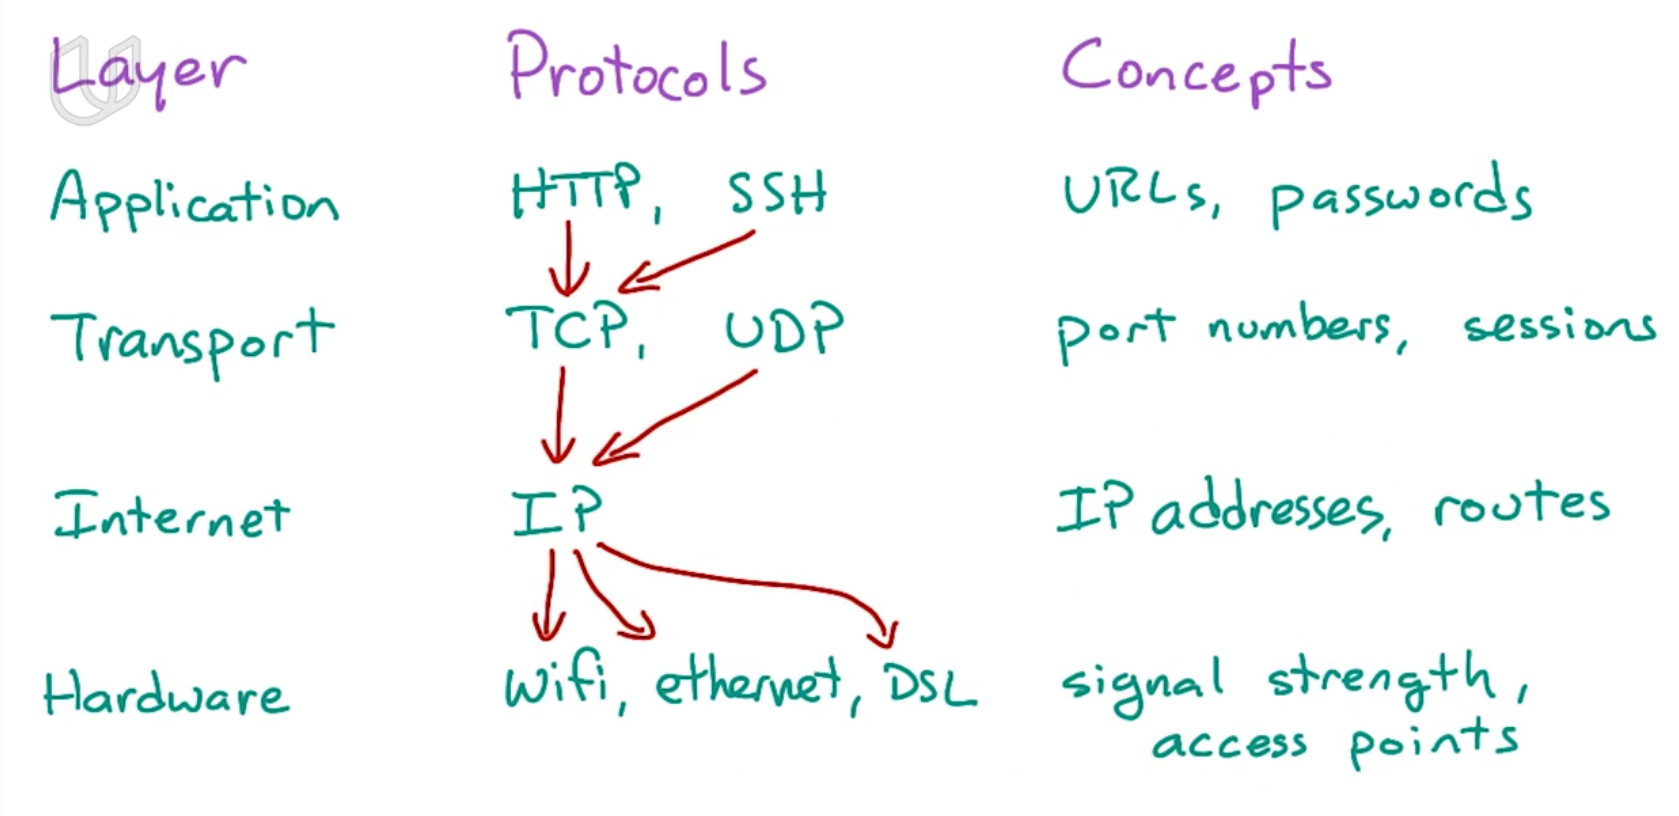 Layer Protocols Concepts
Application HTTP, SSH URLs, passwords
Transport TCP, UDP port numbers, sessions
Internet IP IP addresses, routes
Hardware Wifi, ethernet, DSL signal strength,
access points